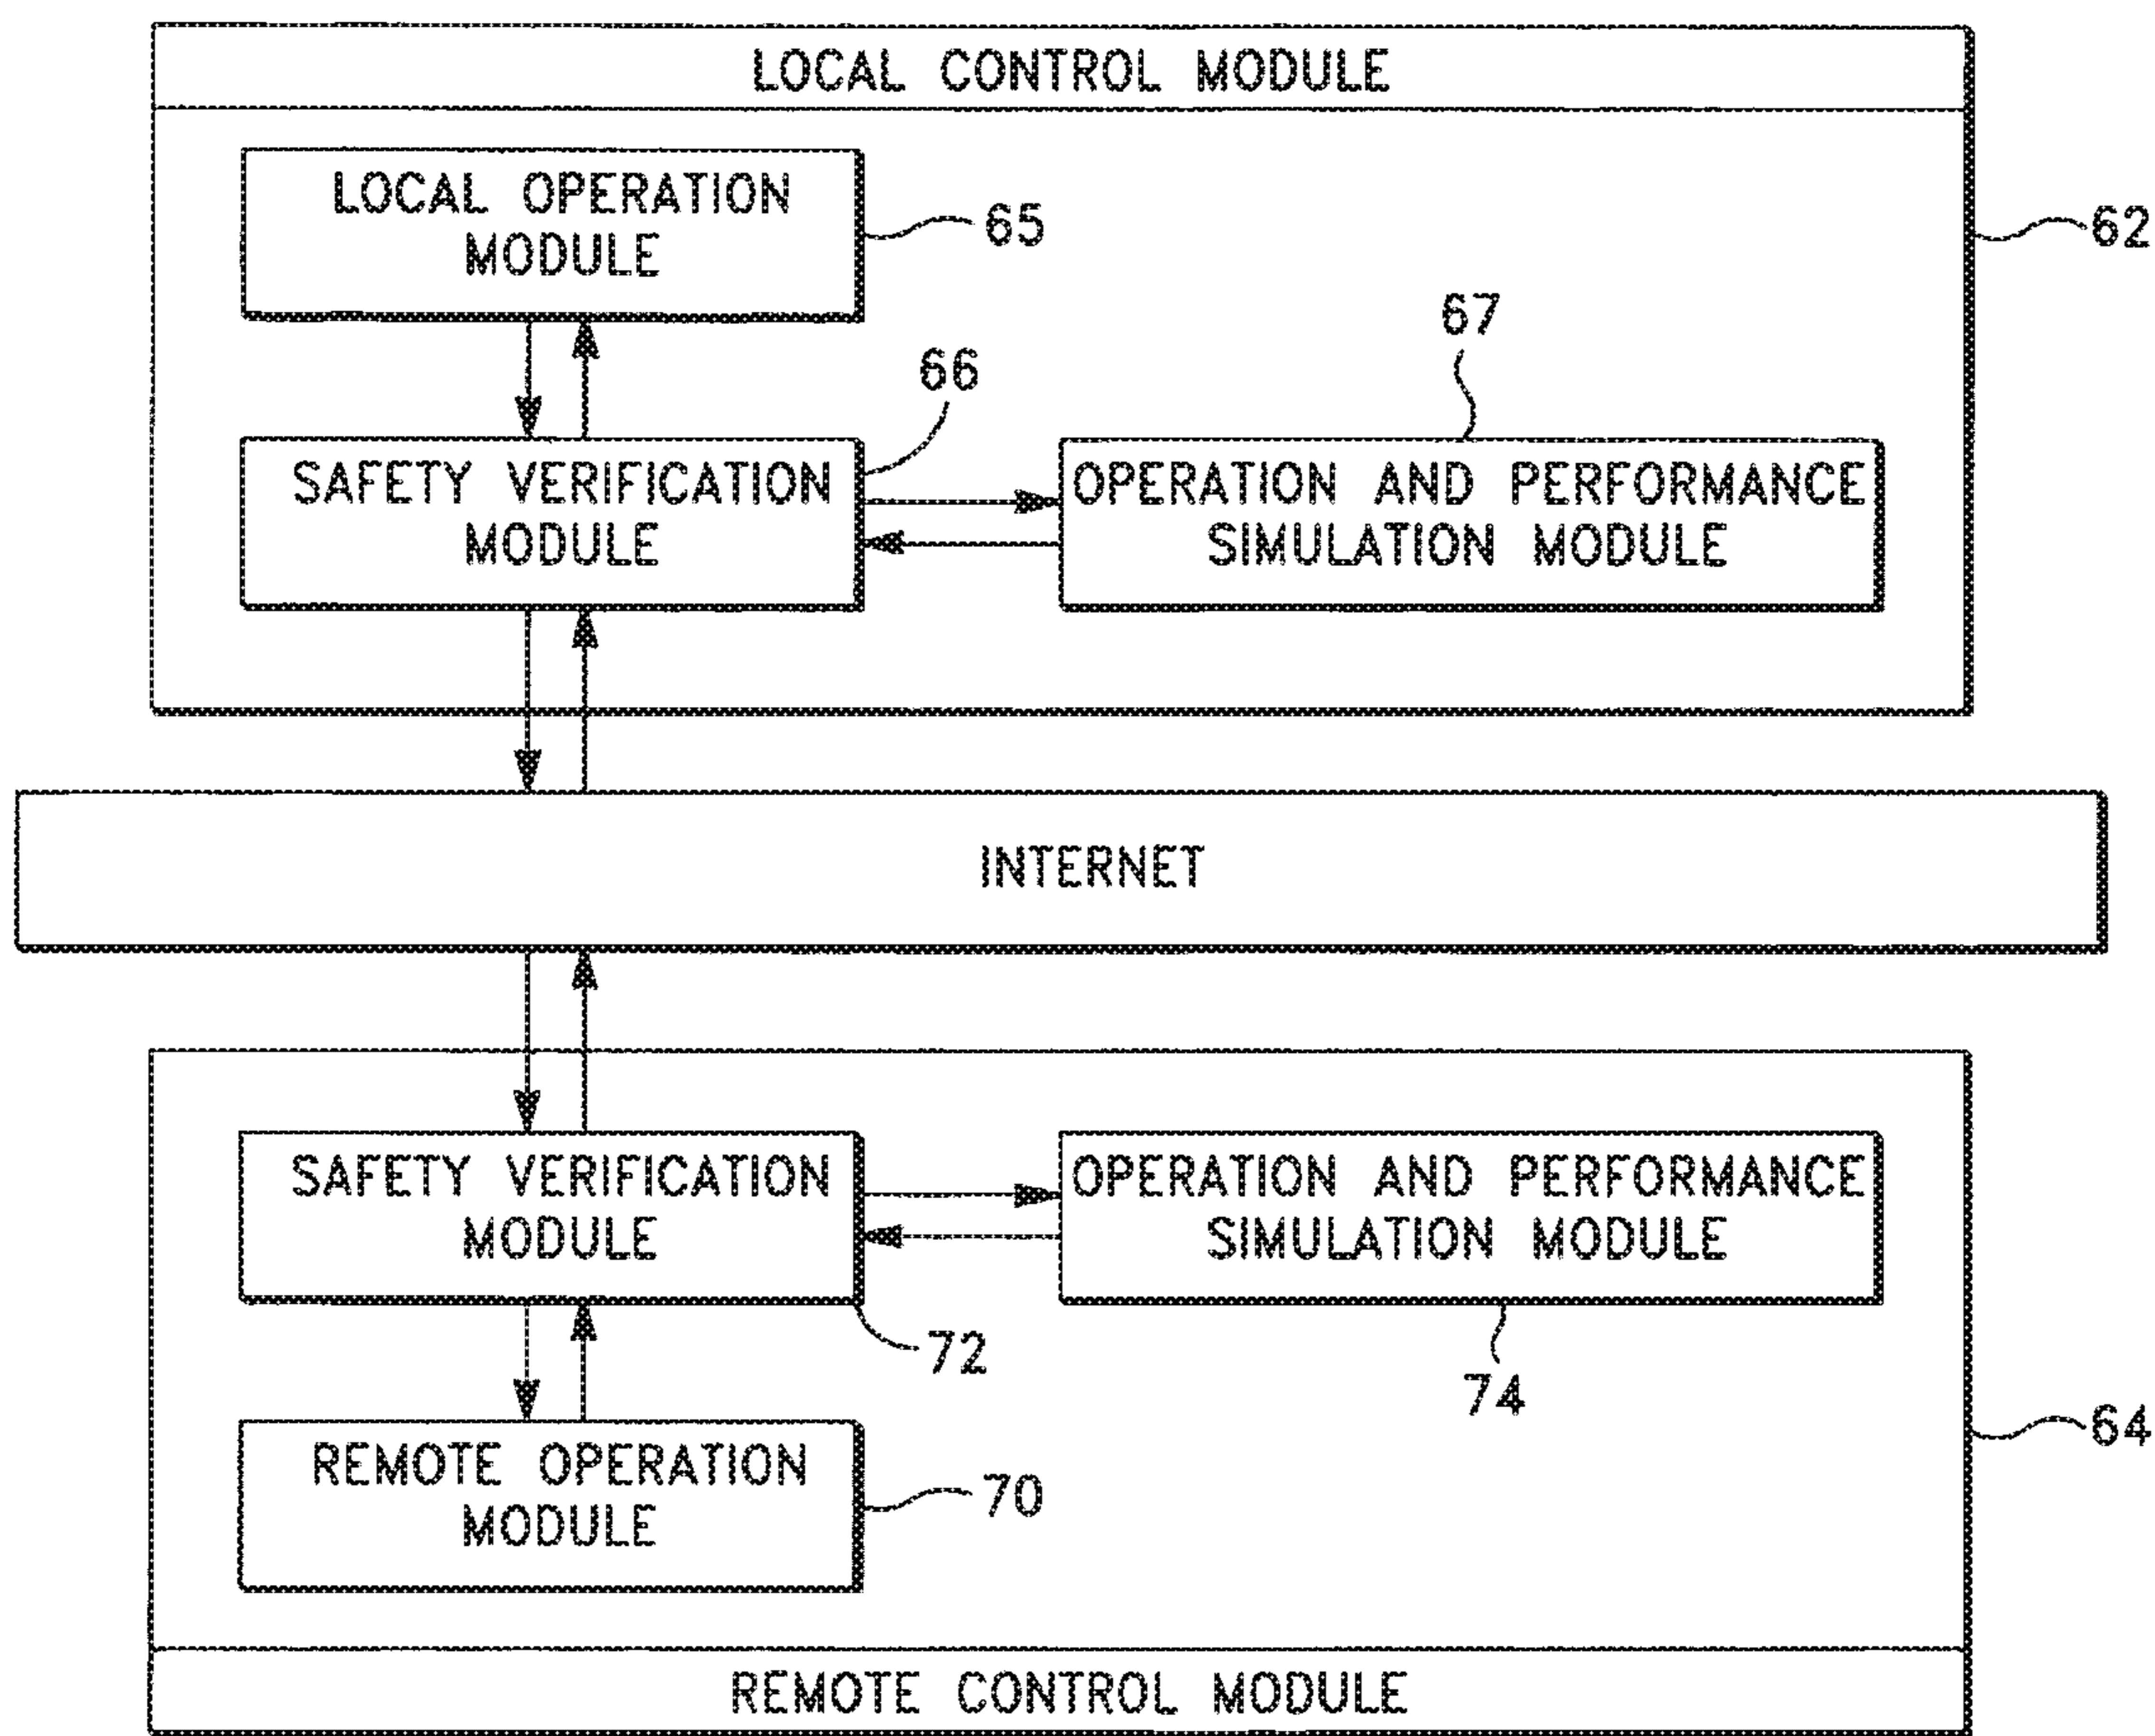 LOCAL CONTROL MODULE
LOCAL OPERATION
MODULE
65
62
67
66
SAFETY VERIFICATION
MODULE
OPERATION AND PERFORMANCE
SIMULATION MODULE
INTERNET
SAFETY VERIFICATION
MODULE
OPERATION AND PERFORMANCE
SIMULATION MODULE
72
74
64
REMOTE OPERATION
MODULE
70
REMOTE CONTROL MODULE